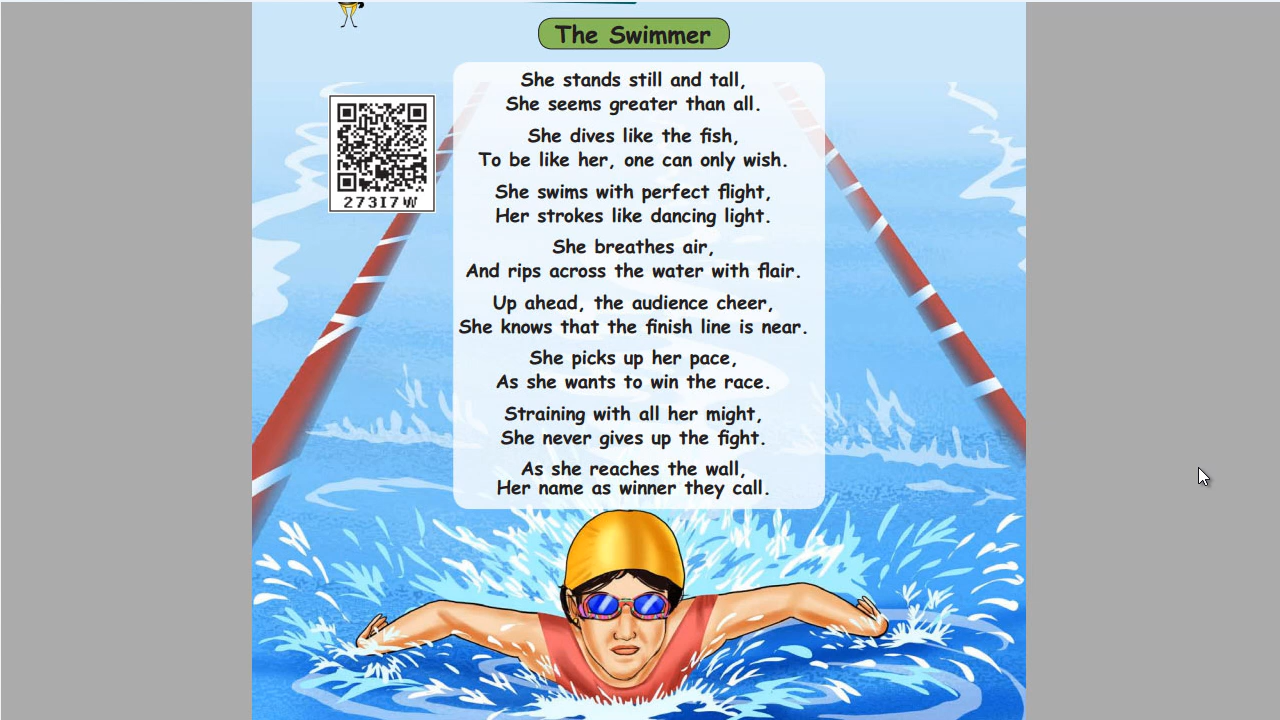 The Swimmer
She stands still and tall,
She seems greater than all.
She dives like the fish,
To be like her, one can only wish.
She swims with perfect flight,
Her strokes like dancing light.
She breathes air,
And rips across the water with flair.
Up ahead, the audience cheer,
She knows that the finish line is near.
She picks up her pace,
As she wants to win the race.
Straining with all her might,
She never gives up the fight.
As she reaches the wall,
Her name as winner they call.
273I7W